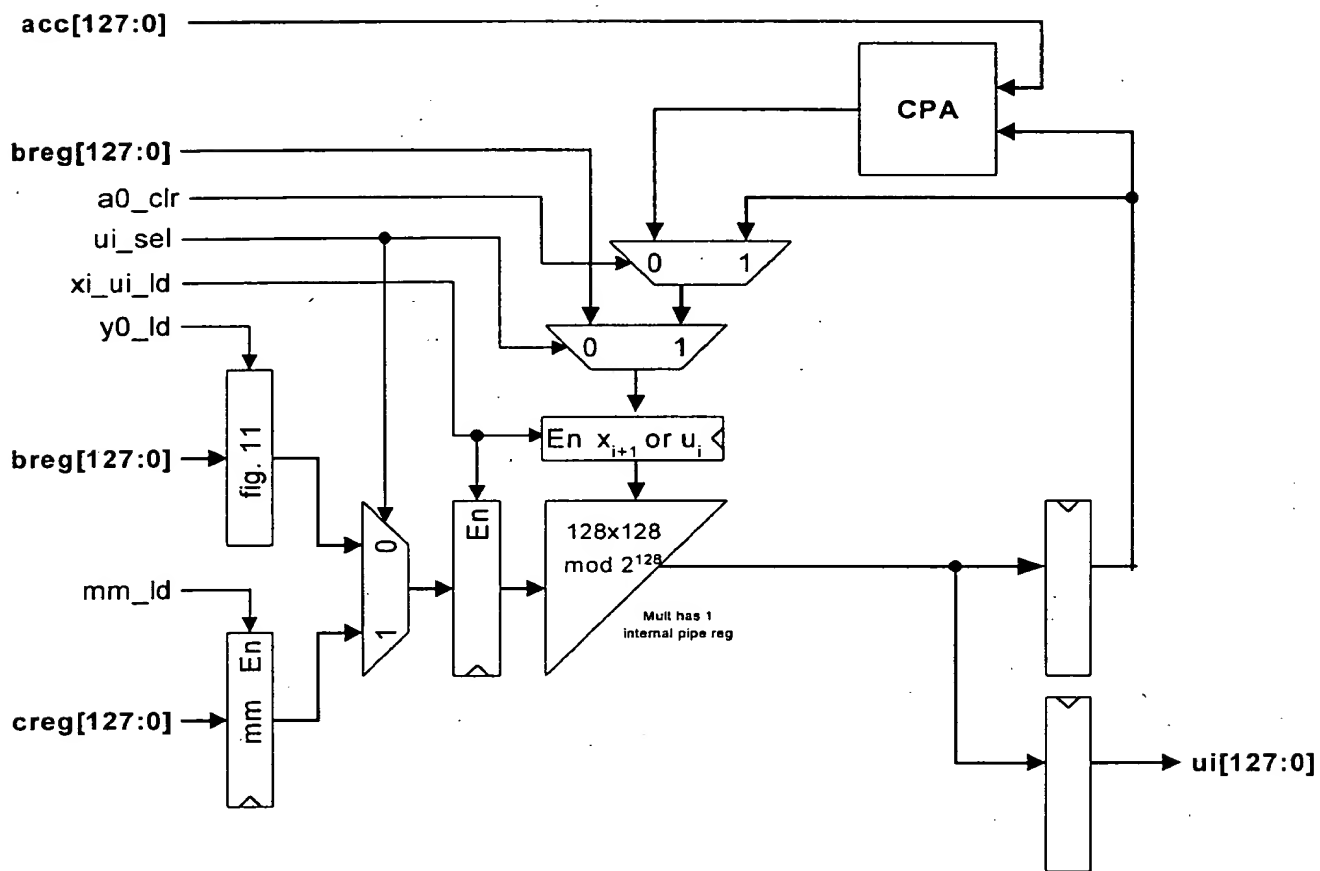 acc[127:0]
CPA
breg[127:0]
a0_clr
ui_sel
0 1
xi_ui_ld
y0_ld
0 1
En x_{i+1} or u_i
breg[127:0]
fig. 11
0
1
En
128x128
mod 2^{128}
Mult has 1
internal pipe reg
mm_ld
mm En
creg[127:0]
ui[127:0]